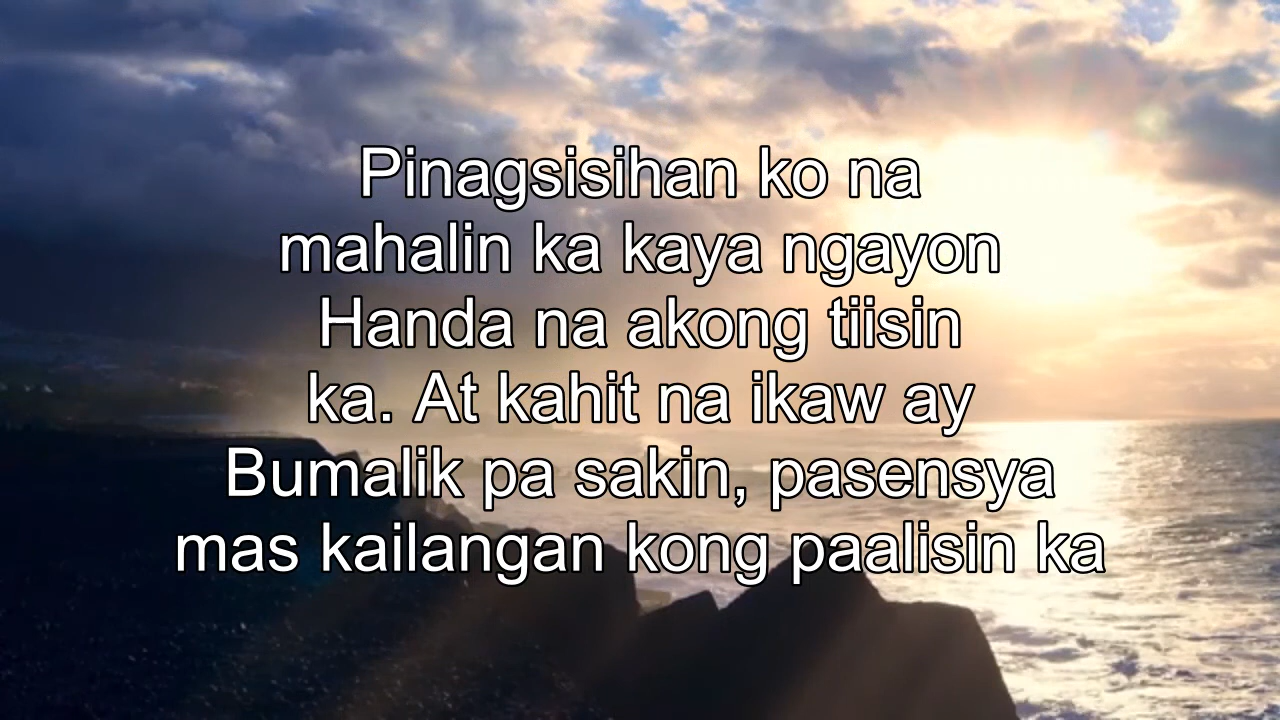 Pinagsisihan ko na
mahalin ka kaya ngayon
Handa na akong tiisin
ka. At kahit na ikaw ay
Bumalik pa sakin, pasensya
mas kailangan kong paalisin ka